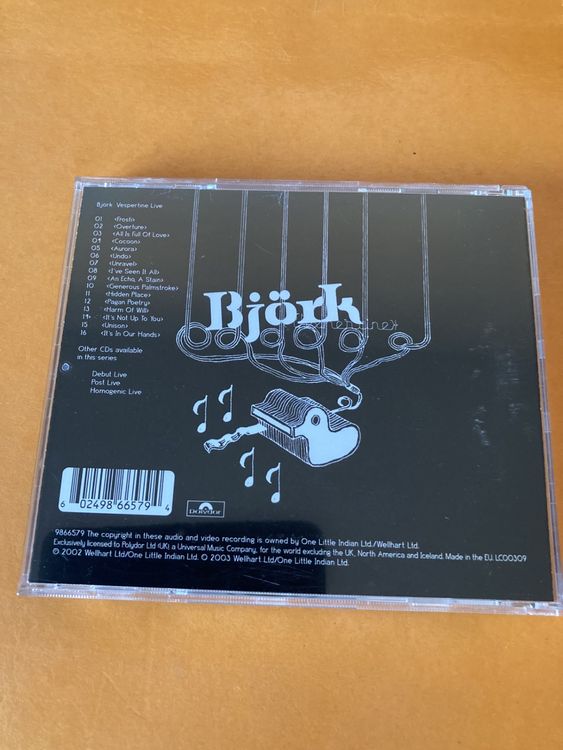 Björk Vespertine Live
01 <Frosti>
02 <Overture>
03 <All Is Full Of Love>
04 <Cocoon>
05 <Aurora>
06 <Undo>
07 <Unravel>
08 <I've Seen It All>
09 <An Echo, A Stain>
10 <Generous Palmstroke>
11 <Hidden Place>
12 <Pagan Poetry>
13 <Harm Of Will>
14 <It's Not Up To You>
15 <Unison>
16 <It's In Our Hands>
Other CDs available
in this series
Debut Live
Post Live
Homogenic Live
Björk
6 02498 66579 4
polydor
9866579 The copyright in these audio and video recording is owned by One Little Indian Ltd./Wellhart Ltd.
Exclusively licensed to Polydor Ltd (UK), a Universal Music Company, for the world excluding the UK, North America and Iceland. Made in the EU. LC00309
℗ 2002 Wellhart Ltd/One Little Indian Ltd. © 2003 Wellhart Ltd/One Little Indian Ltd.